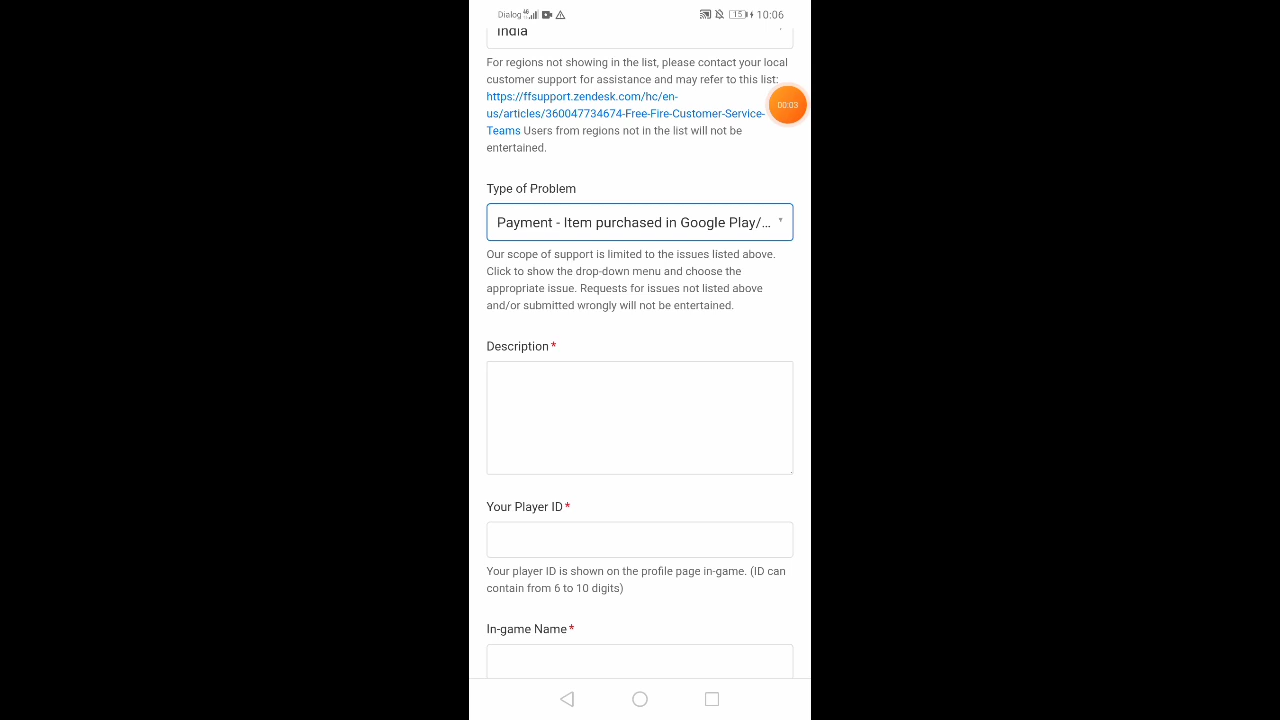 Dialog 4G 15 10:06
India
For regions not showing in the list, please contact your local
customer support for assistance and may refer to this list:
https://ffsupport.zendesk.com/hc/en-
us/articles/360047734674-Free-Fire-Customer-Service-
Teams Users from regions not in the list will not be
entertained.
00:03
Type of Problem
Payment - Item purchased in Google Play/...
Our scope of support is limited to the issues listed above.
Click to show the drop-down menu and choose the
appropriate issue. Requests for issues not listed above
and/or submitted wrongly will not be entertained.
Description *
Your Player ID *
Your player ID is shown on the profile page in-game. (ID can
contain from 6 to 10 digits)
In-game Name *